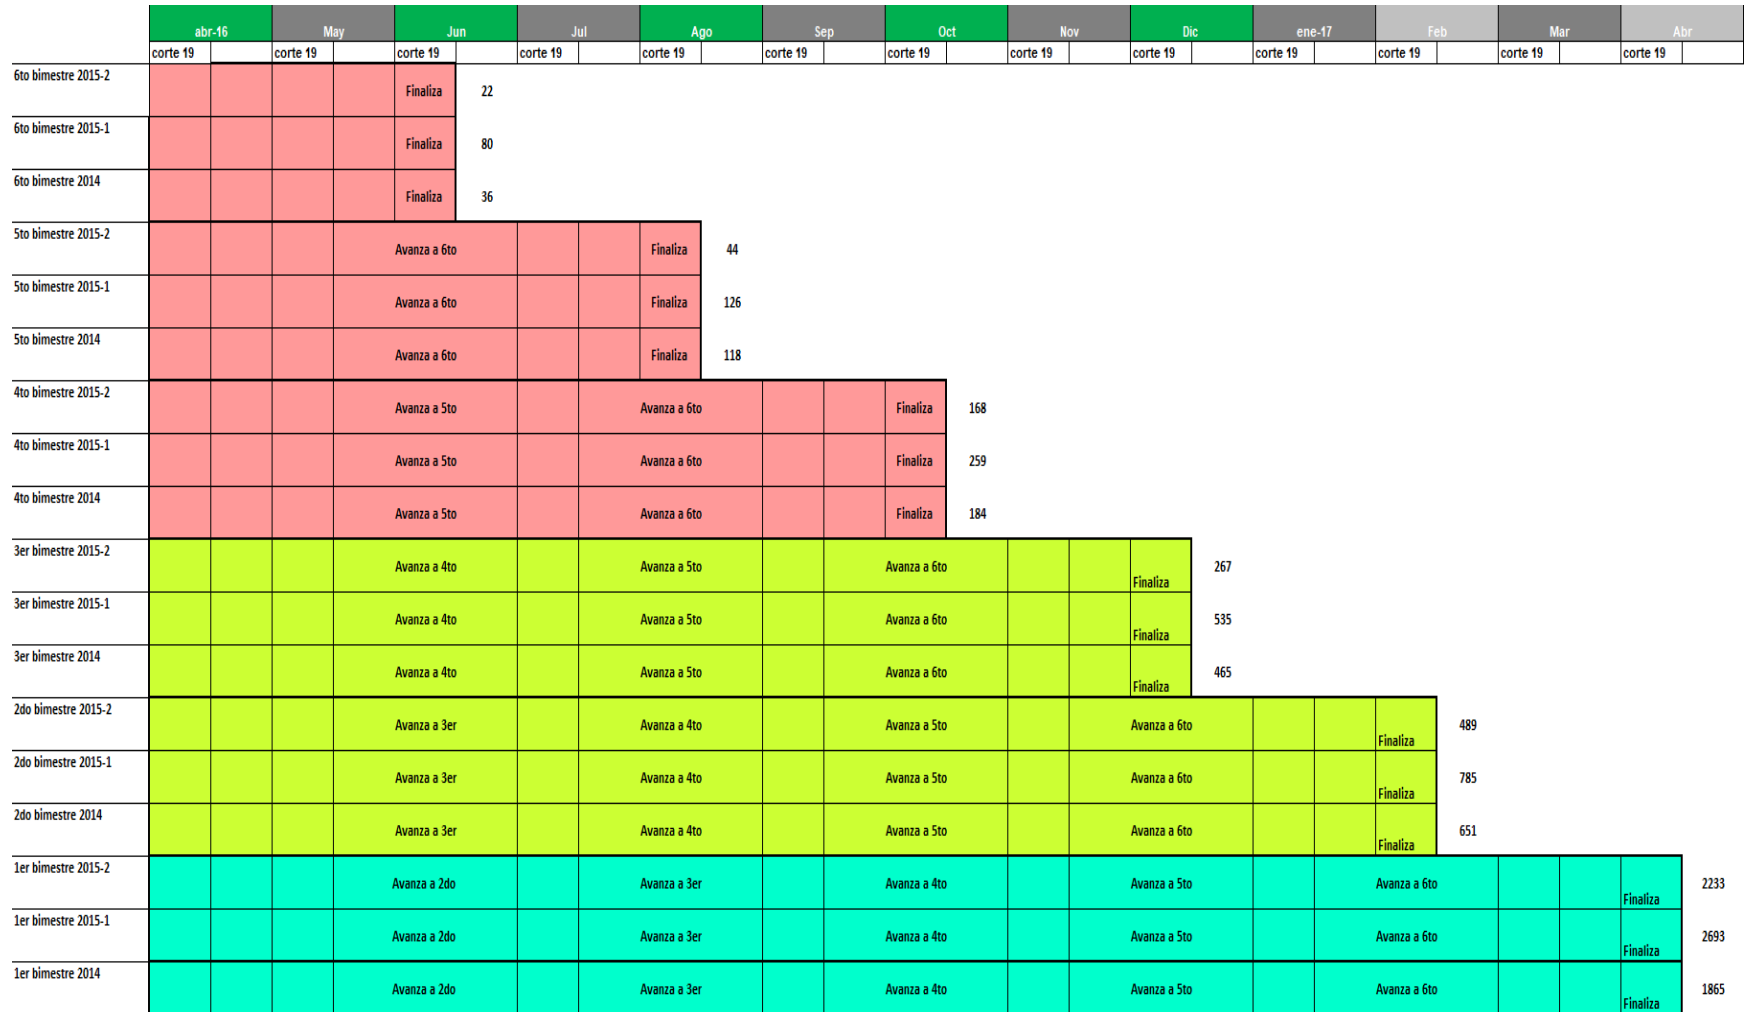 abr-16 May Jun Jul Ago Sep Oct Nov Dic ene-17 Feb Mar Abr
corte 19 corte 19 corte 19 corte 19 corte 19 corte 19 corte 19 corte 19 corte 19 corte 19 corte 19 corte 19 corte 19
6to bimestre 2015-2 Finaliza 22
6to bimestre 2015-1 Finaliza 80
6to bimestre 2014 Finaliza 36
5to bimestre 2015-2 Avanza a 6to Finaliza 44
5to bimestre 2015-1 Avanza a 6to Finaliza 126
5to bimestre 2014 Avanza a 6to Finaliza 118
4to bimestre 2015-2 Avanza a 5to Avanza a 6to Finaliza 168
4to bimestre 2015-1 Avanza a 5to Avanza a 6to Finaliza 259
4to bimestre 2014 Avanza a 5to Avanza a 6to Finaliza 184
3er bimestre 2015-2 Avanza a 4to Avanza a 5to Avanza a 6to Finaliza 267
3er bimestre 2015-1 Avanza a 4to Avanza a 5to Avanza a 6to Finaliza 535
3er bimestre 2014 Avanza a 4to Avanza a 5to Avanza a 6to Finaliza 465
2do bimestre 2015-2 Avanza a 3er Avanza a 4to Avanza a 5to Avanza a 6to Finaliza 489
2do bimestre 2015-1 Avanza a 3er Avanza a 4to Avanza a 5to Avanza a 6to Finaliza 785
2do bimestre 2014 Avanza a 3er Avanza a 4to Avanza a 5to Avanza a 6to Finaliza 651
1er bimestre 2015-2 Avanza a 2do Avanza a 3er Avanza a 4to Avanza a 5to Avanza a 6to Finaliza 2233
1er bimestre 2015-1 Avanza a 2do Avanza a 3er Avanza a 4to Avanza a 5to Avanza a 6to Finaliza 2693
1er bimestre 2014 Avanza a 2do Avanza a 3er Avanza a 4to Avanza a 5to Avanza a 6to Finaliza 1865